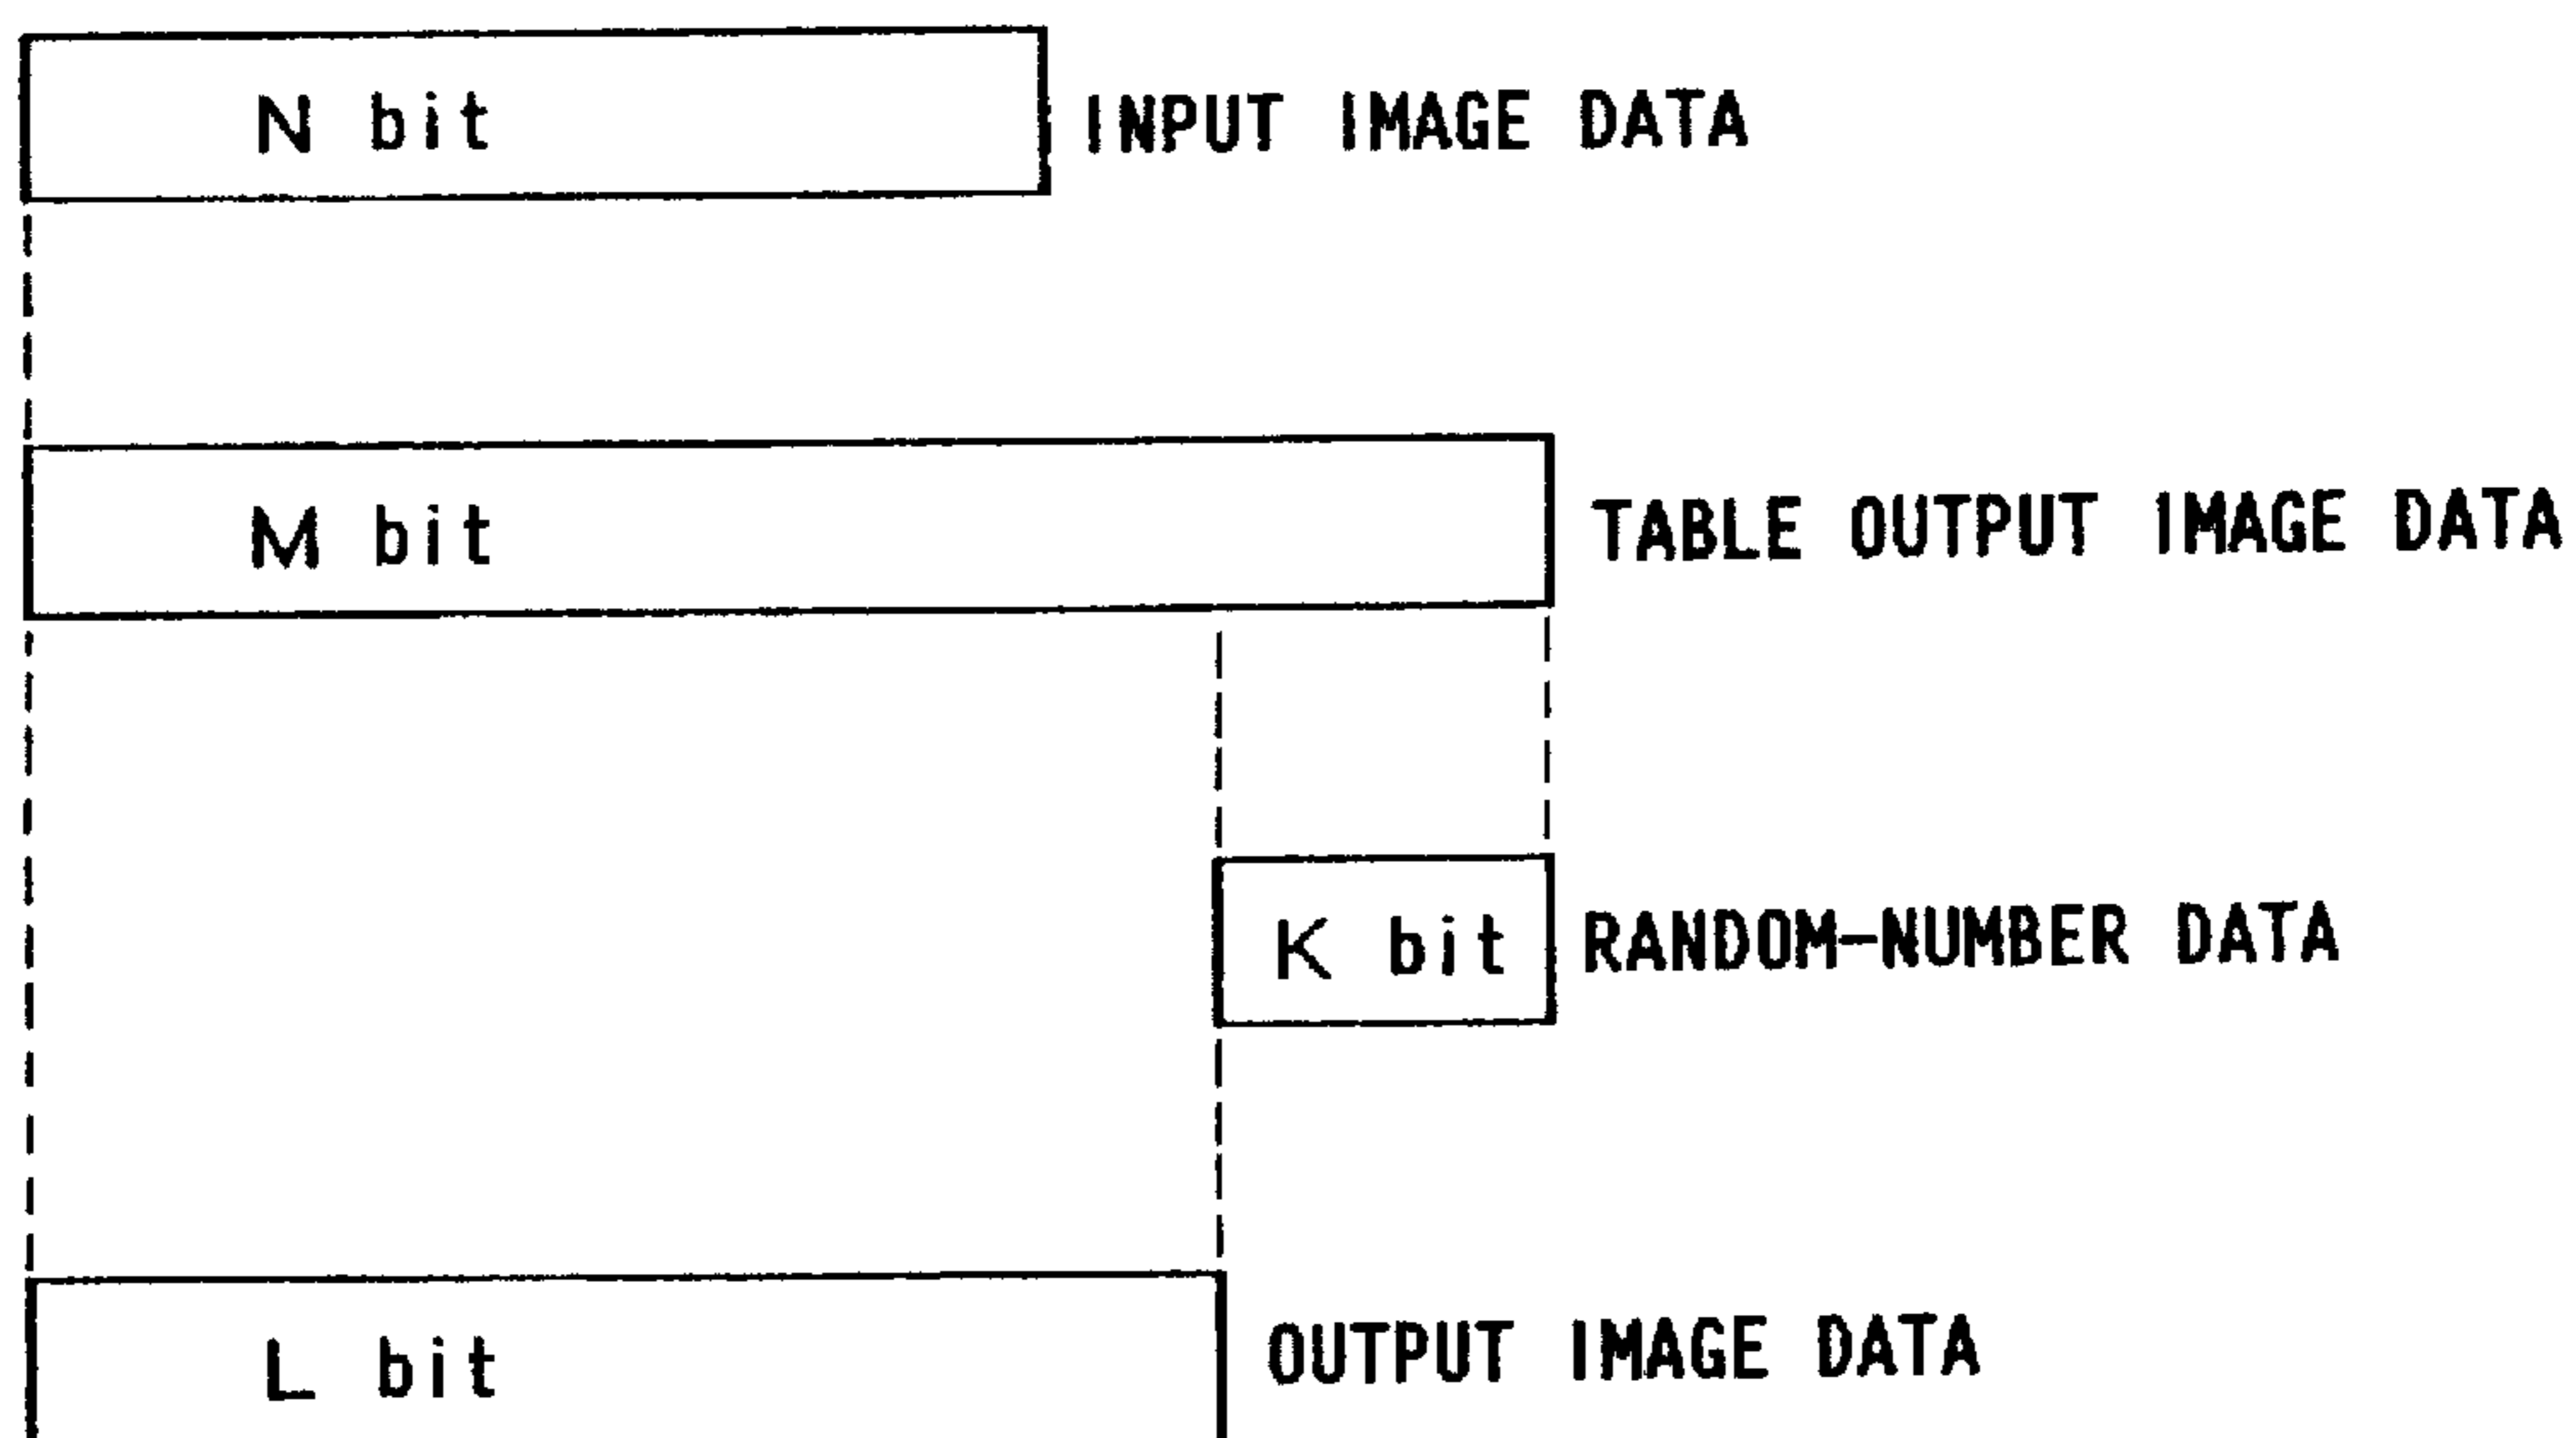 N bit INPUT IMAGE DATA
M bit TABLE OUTPUT IMAGE DATA
K bit RANDOM-NUMBER DATA
L bit OUTPUT IMAGE DATA